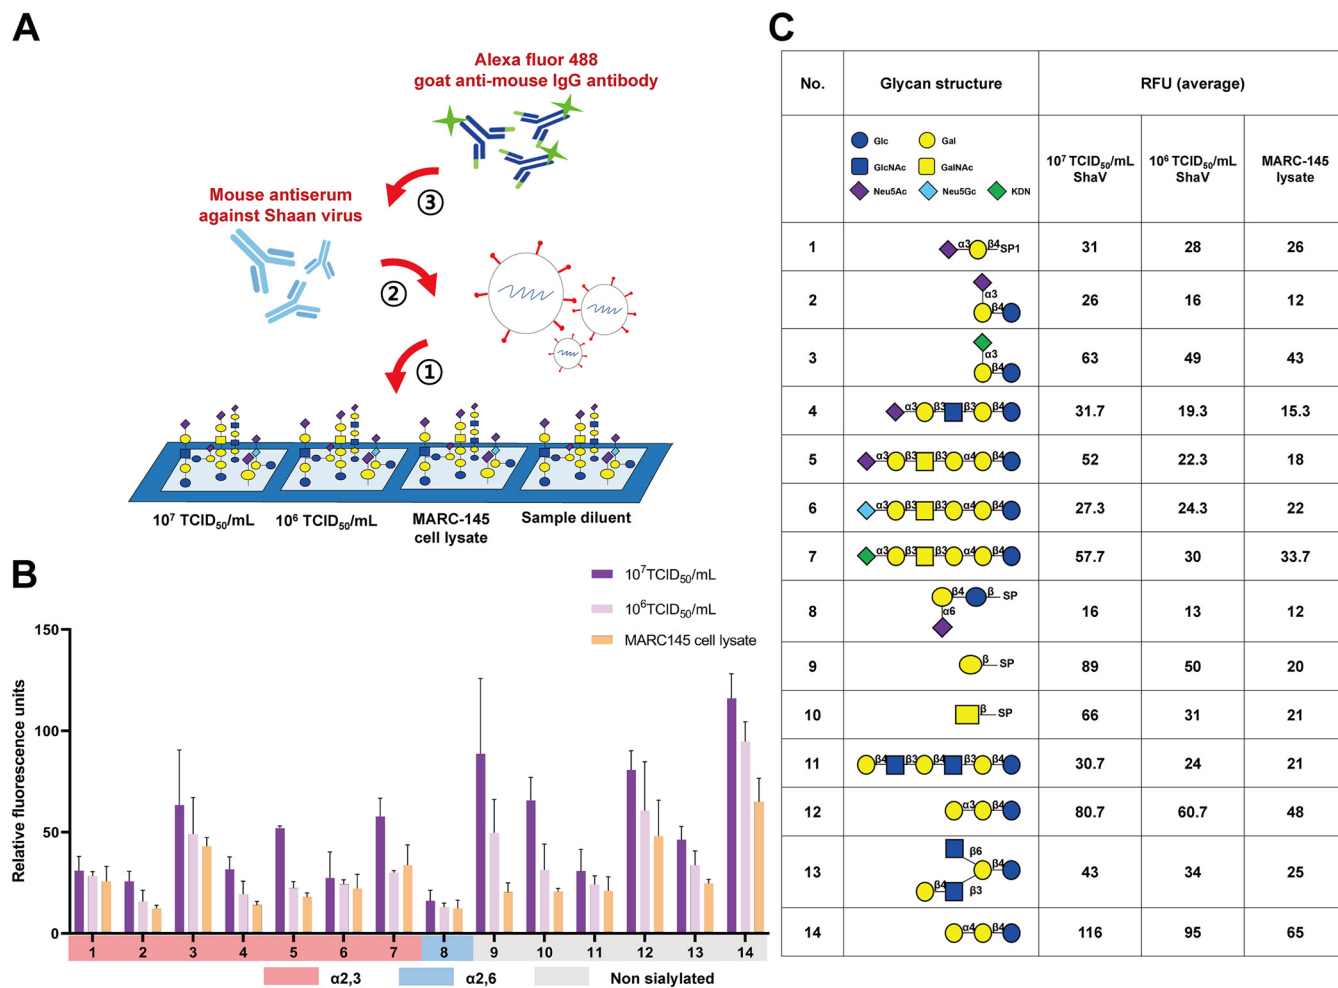 A
Alexa fluor 488
goat anti-mouse IgG antibody
Mouse antiserum
against Shaan virus
③
②
①
10⁷ TCID₅₀/mL
10⁶ TCID₅₀/mL
MARC-145
cell lysate
Sample diluent
B
10⁷TCID₅₀/mL
10⁶TCID₅₀/mL
MARC145 cell lysate
Relative fluorescence units
150
100
50
0
1 2 3 4 5 6 7 8 9 10 11 12 13 14
α2,3 α2,6 Non sialylated
C
No. Glycan structure RFU (average)
Glc Gal
GlcNAc GalNAc
Neu5Ac Neu5Gc KDN
10⁷ TCID₅₀/mL
ShaV
10⁶ TCID₅₀/mL
ShaV
MARC-145
lysate
1 α3 β4 SP1 31 28 26
2 α3 β4 26 16 12
3 α3 β4 63 49 43
4 α3 β3 β3 β4 31.7 19.3 15.3
5 α3 β3 β3 α4 β4 52 22.3 18
6 α3 β3 β3 α4 β4 27.3 24.3 22
7 α3 β3 β3 α4 β4 57.7 30 33.7
8 β4 β SP α6 16 13 12
9 β SP 89 50 20
10 β SP 66 31 21
11 β4 β3 β4 β3 β4 30.7 24 21
12 α3 β4 80.7 60.7 48
13 β6 β4 β4 β3 43 34 25
14 α4 β4 116 95 65